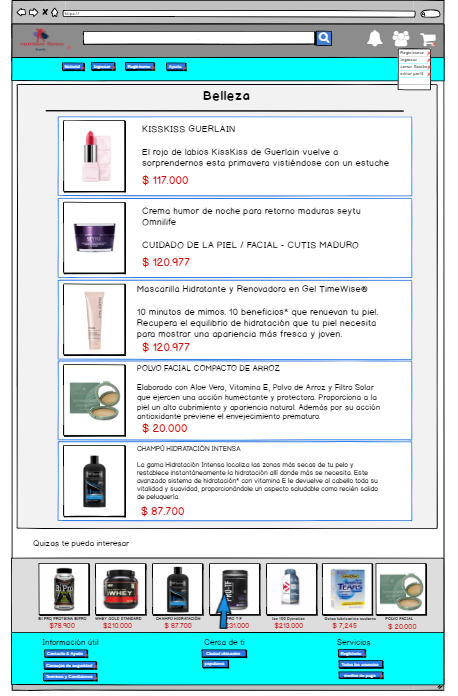 https://
Registrarse
Ingresar
cerrar Sesión
editar perfil
Ingresar
Registrarse
Ayuda
Belleza
KISSKISS GUERLAIN
El rojo de labios KissKiss de Guerlain vuelve a
sorprendernos esta primavera vistiéndose con un estuche
$ 117.000
Crema humor de noche para retorno maduras seytu
Omnilife
CUIDADO DE LA PIEL / FACIAL - CUTIS MADURO
$ 120.977
Mascarilla Hidratante y Renovadora en Gel TimeWise®
10 minutos de mimos. 10 beneficios* que renuevan tu piel.
Recupera el equilibrio de hidratación que tu piel necesita
para mostrar una apariencia más fresca y joven.
$ 120.977
POLVO FACIAL COMPACTO DE ARROZ
Elaborado con Aloe Vera, Vitamina E, Polvo de Arroz y Filtro Solar
que ejercen una acción humectante y protectora. Proporciona a la
piel un alto cubrimiento y apariencia natural. Además por su acción
antioxidante previene el envejecimiento prematuro.
$ 20.000
CHAMPÚ HIDRATACIÓN INTENSA
La gama Hidratación Intensa localiza las zonas más secas de tu pelo y
restablece instantáneamente la hidratación allí donde más se necesita. Este
avanzado sistema de hidratación* con vitamina E le devuelve al cabello toda su
vitalidad y suavidad, proporcionándole un aspecto saludable como recién salido
de peluquería.
$ 87.700
Quizas te pueda interesar
BI PRO, PROTEINA BIPRO
$78.900
WHEY GOLD STANDARD
$210.000
CHAMPÚ HIDRATACIÓN
$ 87.700
PRO TIF
$231.000
Iso 100 Dymatize
$213.000
Gotas lubricantes oculares
$ 7,245
POLVO FACIAL
$ 20.000
Información útil
Contacto & Ayuda
Consejos de seguridad
Terminos y Condiciones
Cerca de ti
Ciudad ubicados
populares
Servicios
Regístrate
Todos los anuncios
medios de pago